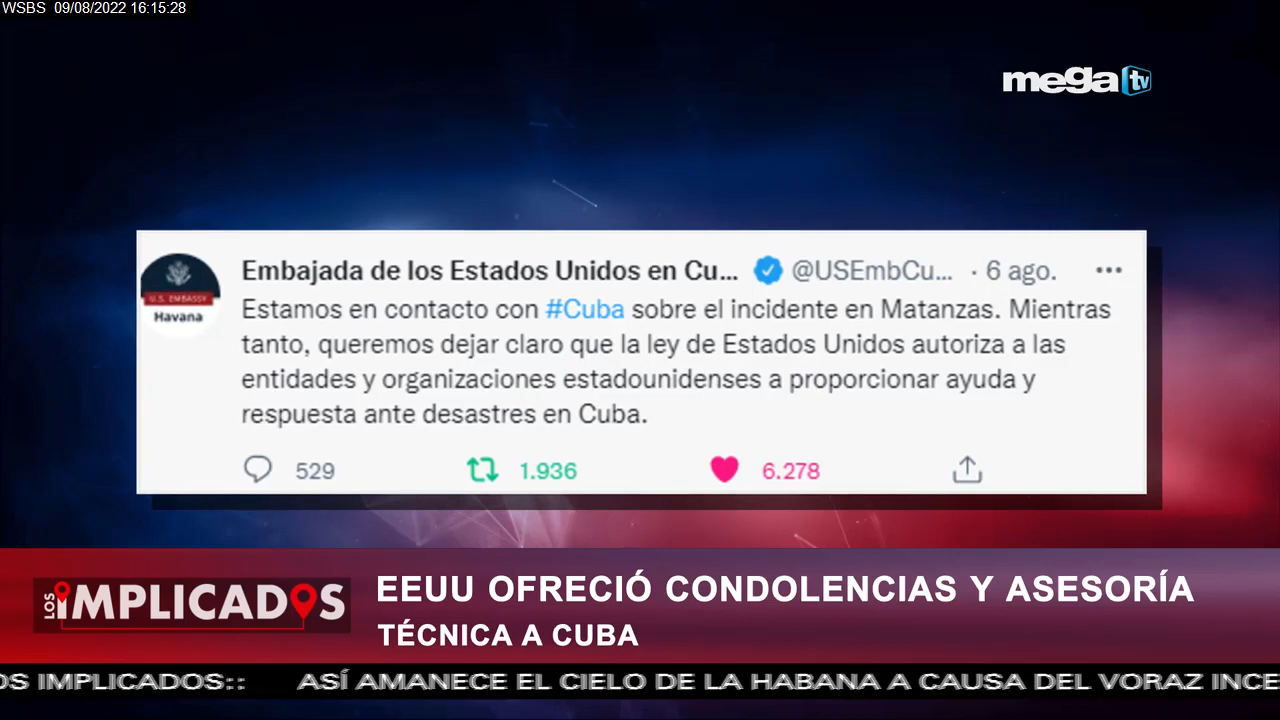 WSBS 09/08/2022 16:15:28
mega tv
Embajada de los Estados Unidos en Cu... @USEmbCu... · 6 ago.
U.S. EMBASSY
Havana
Estamos en contacto con #Cuba sobre el incidente en Matanzas. Mientras
tanto, queremos dejar claro que la ley de Estados Unidos autoriza a las
entidades y organizaciones estadounidenses a proporcionar ayuda y
respuesta ante desastres en Cuba.
529 1.936 6.278
LOS IMPLICADOS
EEUU OFRECIÓ CONDOLENCIAS Y ASESORÍA
TÉCNICA A CUBA
OS IMPLICADOS:: ASÍ AMANECE EL CIELO DE LA HABANA A CAUSA DEL VORAZ INCE